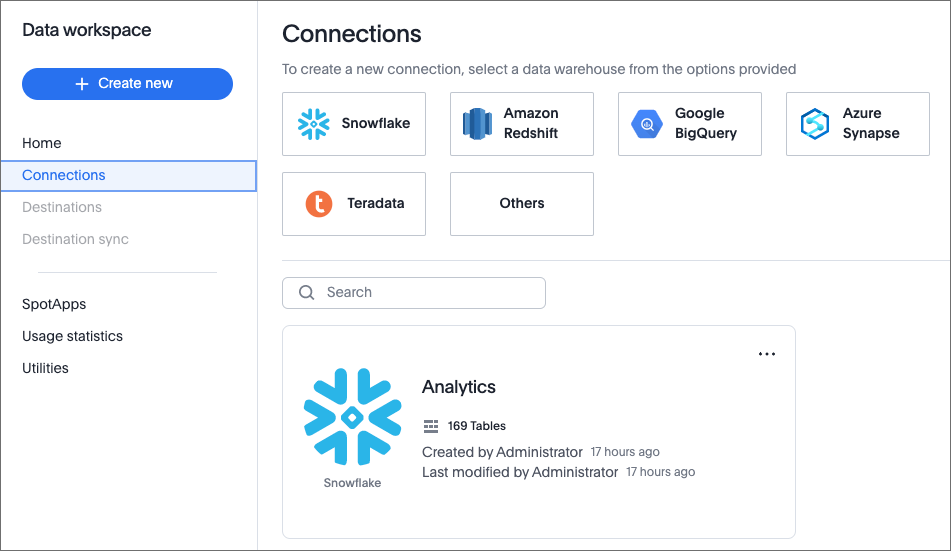 Data workspace
+ Create new
Home
Connections
Destinations
Destination sync
SpotApps
Usage statistics
Utilities
Connections
To create a new connection, select a data warehouse from the options provided
Snowflake
Amazon
Redshift
Google
BigQuery
Azure
Synapse
Teradata
Others
Search
Analytics
169 Tables
Created by Administrator 17 hours ago
Last modified by Administrator 17 hours ago
Snowflake